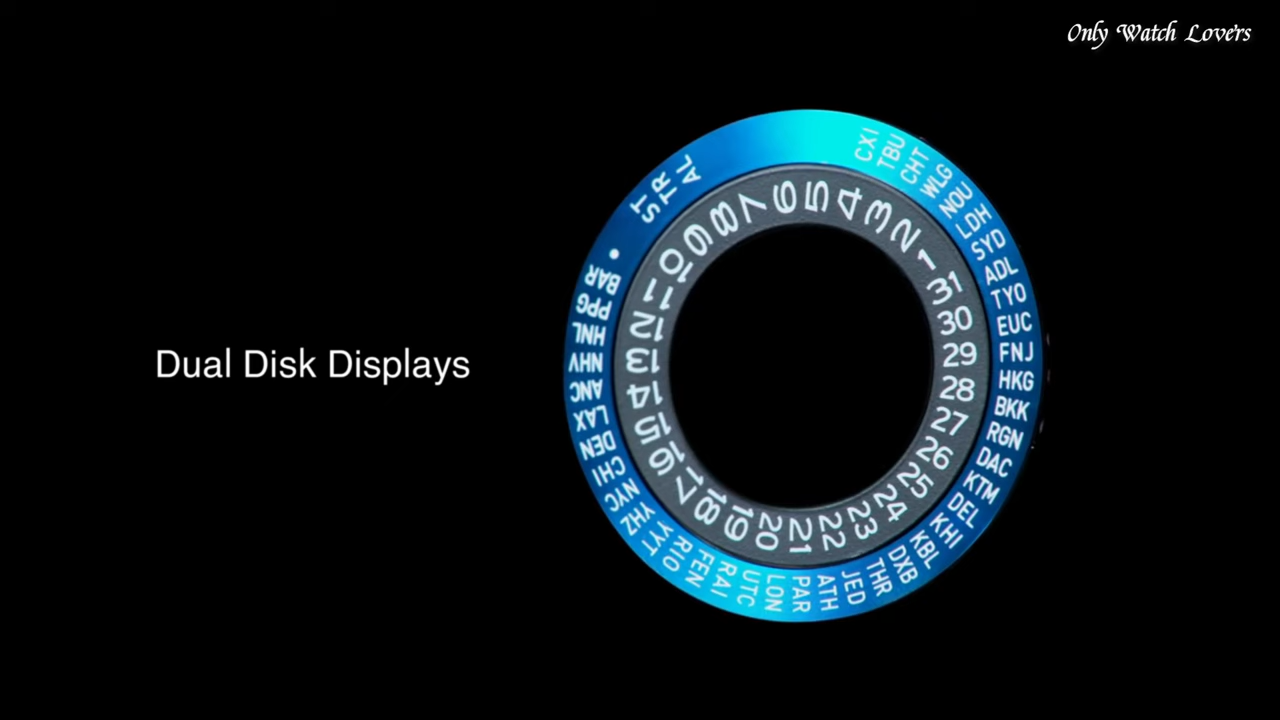 Only Watch Lovers
Dual Disk Displays
CXI
TBU
CHT
WLG
NOU
LDH
SYD
ADL
TYO
EUC
FNJ
HKG
BKK
RGN
DAC
KTM
DEL
KHI
KBL
DXB
THR
JED
ATH
PAR
LON
UTC
RAI
FEN
RIO
YYT
YHZ
NYC
CHI
DEN
LAX
ANC
NHV
HNL
PPG
BAR
ST
TR
AL
1
2
3
4
5
6
7
8
9
10
11
12
13
14
15
16
17
18
19
20
21
22
23
24
25
26
27
28
29
30
31